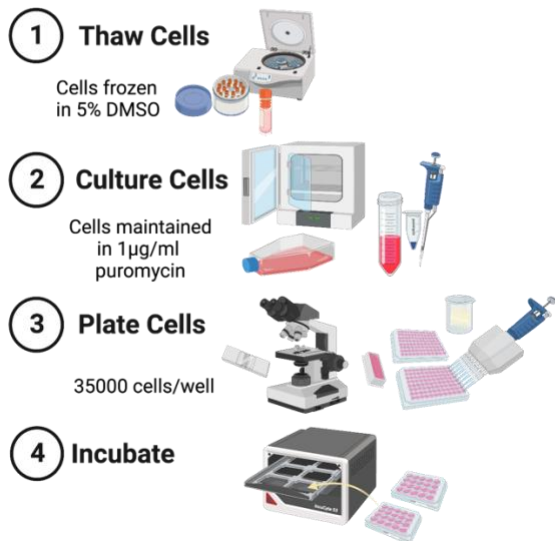 1 Thaw Cells
Cells frozen
in 5% DMSO
2 Culture Cells
Cells maintained
in 1µg/ml
puromycin
3 Plate Cells
35000 cells/well
4 Incubate